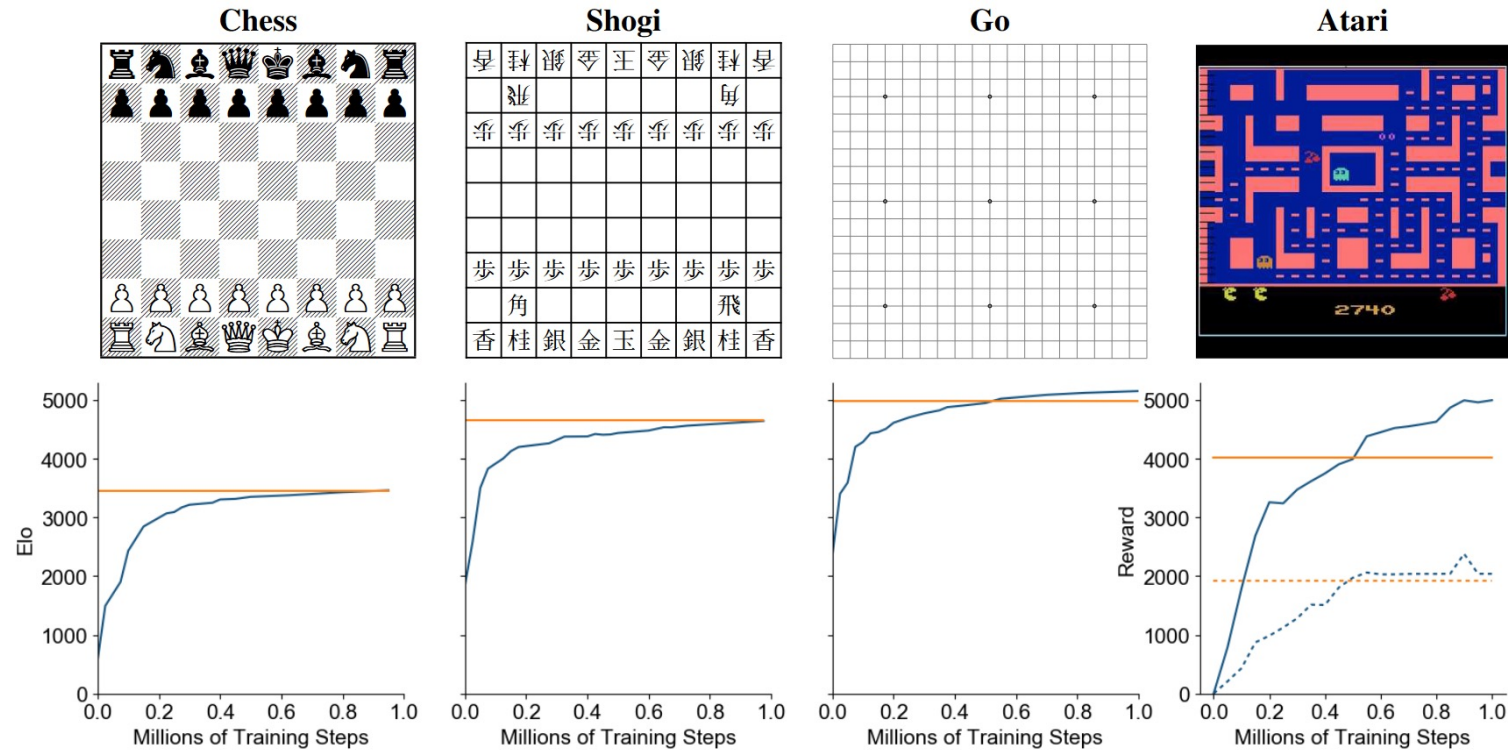 Chess
Shogi
Go
Atari
香 桂 銀 金 王 金 銀 桂 香
飛 角
歩 歩 歩 歩 歩 歩 歩 歩 歩
歩 歩 歩 歩 歩 歩 歩 歩 歩
角 飛
香 桂 銀 金 玉 金 銀 桂 香
2740
Elo
5000
4000
3000
2000
1000
0
0.0 0.2 0.4 0.6 0.8 1.0
Millions of Training Steps
0.0 0.2 0.4 0.6 0.8 1.0
Millions of Training Steps
0.0 0.2 0.4 0.6 0.8 1.0
Millions of Training Steps
Reward
5000
4000
3000
2000
1000
0
0.0 0.2 0.4 0.6 0.8 1.0
Millions of Training Steps